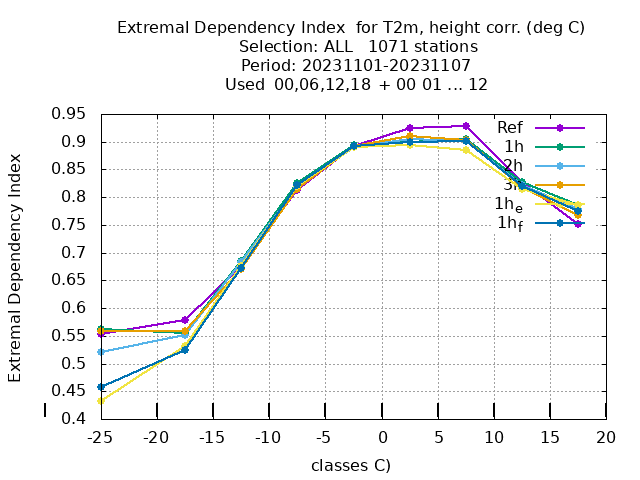 Extremal Dependency Index  for T2m, height corr. (deg C)
Selection: ALL   1071 stations
Period: 20231101-20231107
Used  00,06,12,18 + 00 01 ... 12
0.95
0.9
0.85
0.8
0.75
0.7
0.65
0.6
0.55
0.5
0.45
0.4
Extremal Dependency Index
Ref
1h
2h
3h
1h_e
1h_f
-25 -20 -15 -10 -5 0 5 10 15 20
classes C)